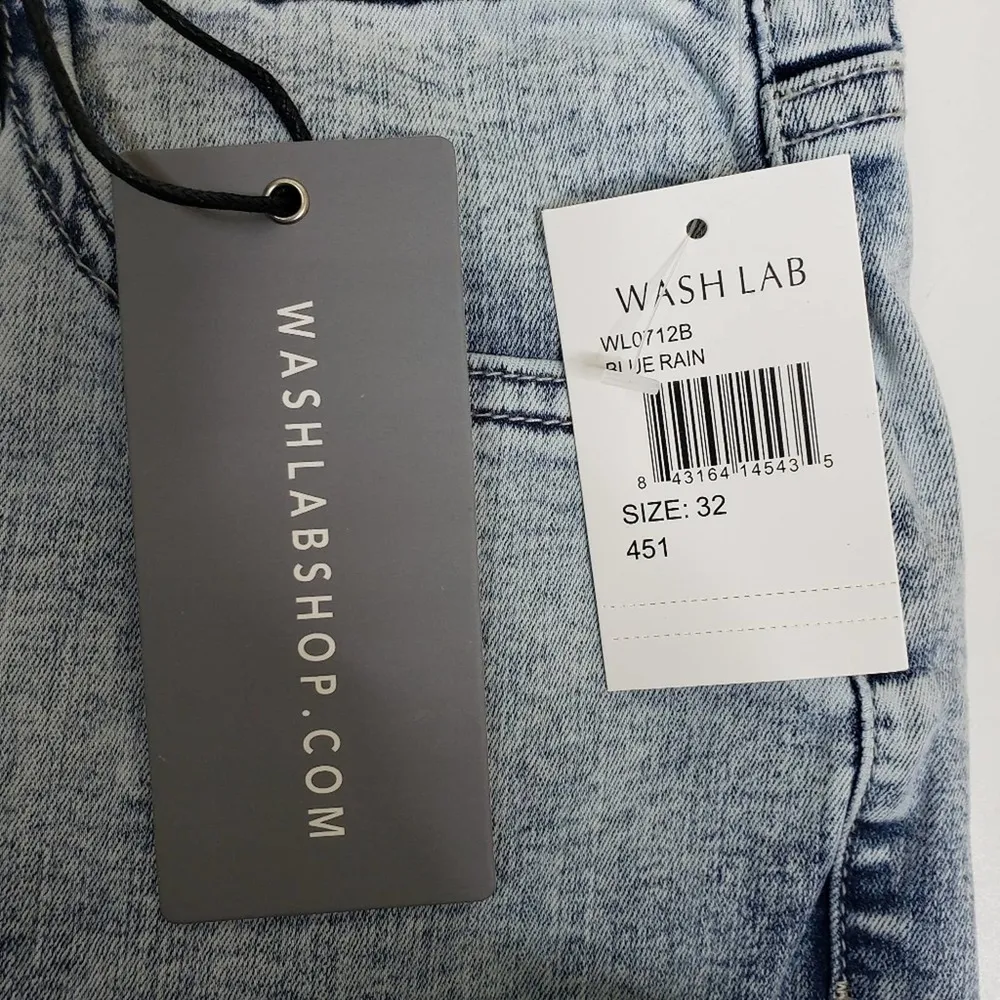 WASHLABSHOP.COM
WASH LAB
WL0712B
BLUE RAIN
8 43164 14543 5
SIZE: 32
451